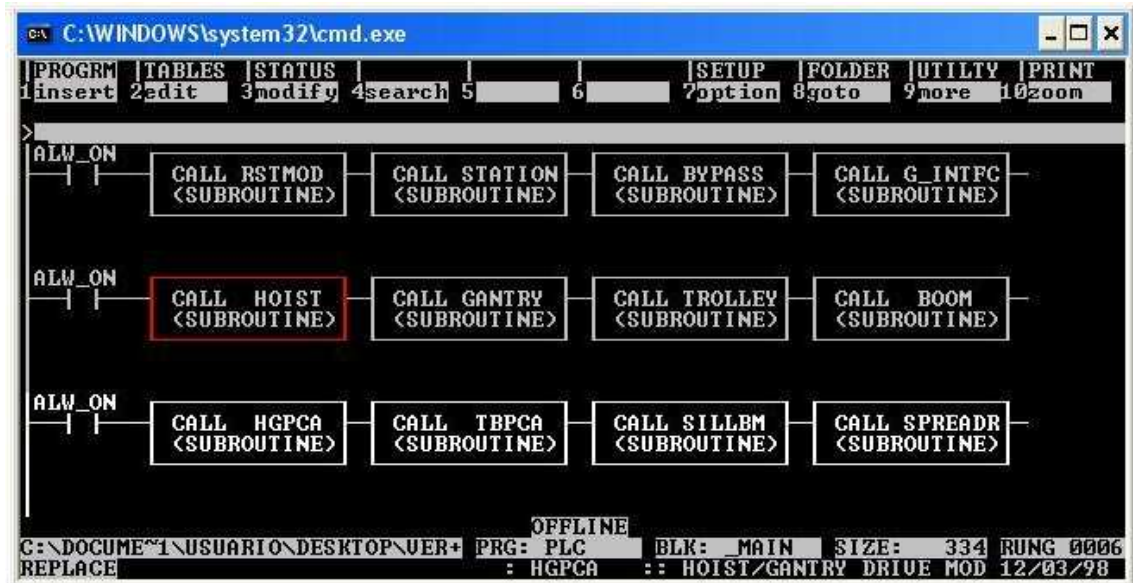 C:\WINDOWS\system32\cmd.exe
|PROGRM |TABLES |STATUS | | | |SETUP |FOLDER |UTILTY |PRINT
1insert 2edit 3modify 4search 5 6 7option 8goto 9more 10zoom
>
ALW_ON
CALL RSTMOD CALL STATION CALL BYPASS CALL G_INTFC
<SUBROUTINE> <SUBROUTINE> <SUBROUTINE> <SUBROUTINE>
ALW_ON
CALL HOIST CALL GANTRY CALL TROLLEY CALL BOOM
<SUBROUTINE> <SUBROUTINE> <SUBROUTINE> <SUBROUTINE>
ALW_ON
CALL HGPCA CALL TBPCA CALL SILLBM CALL SPREADR
<SUBROUTINE> <SUBROUTINE> <SUBROUTINE> <SUBROUTINE>
OFFLINE
C:\DOCUME~1\USUARIO\DESKTOP\VER+ PRG: PLC BLK: _MAIN SIZE: 334 RUNG 0006
REPLACE : HGPCA :: HOIST/GANTRY DRIVE MOD 12/03/98